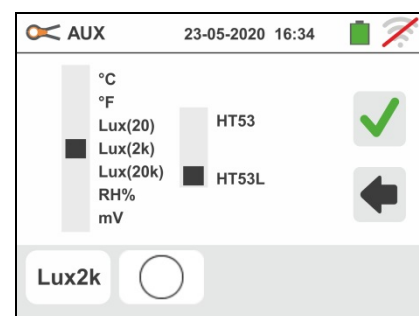 AUX 23-05-2020 16:34
°C
°F
Lux(20)
Lux(2k)
Lux(20k)
RH%
mV
HT53
HT53L
Lux2k